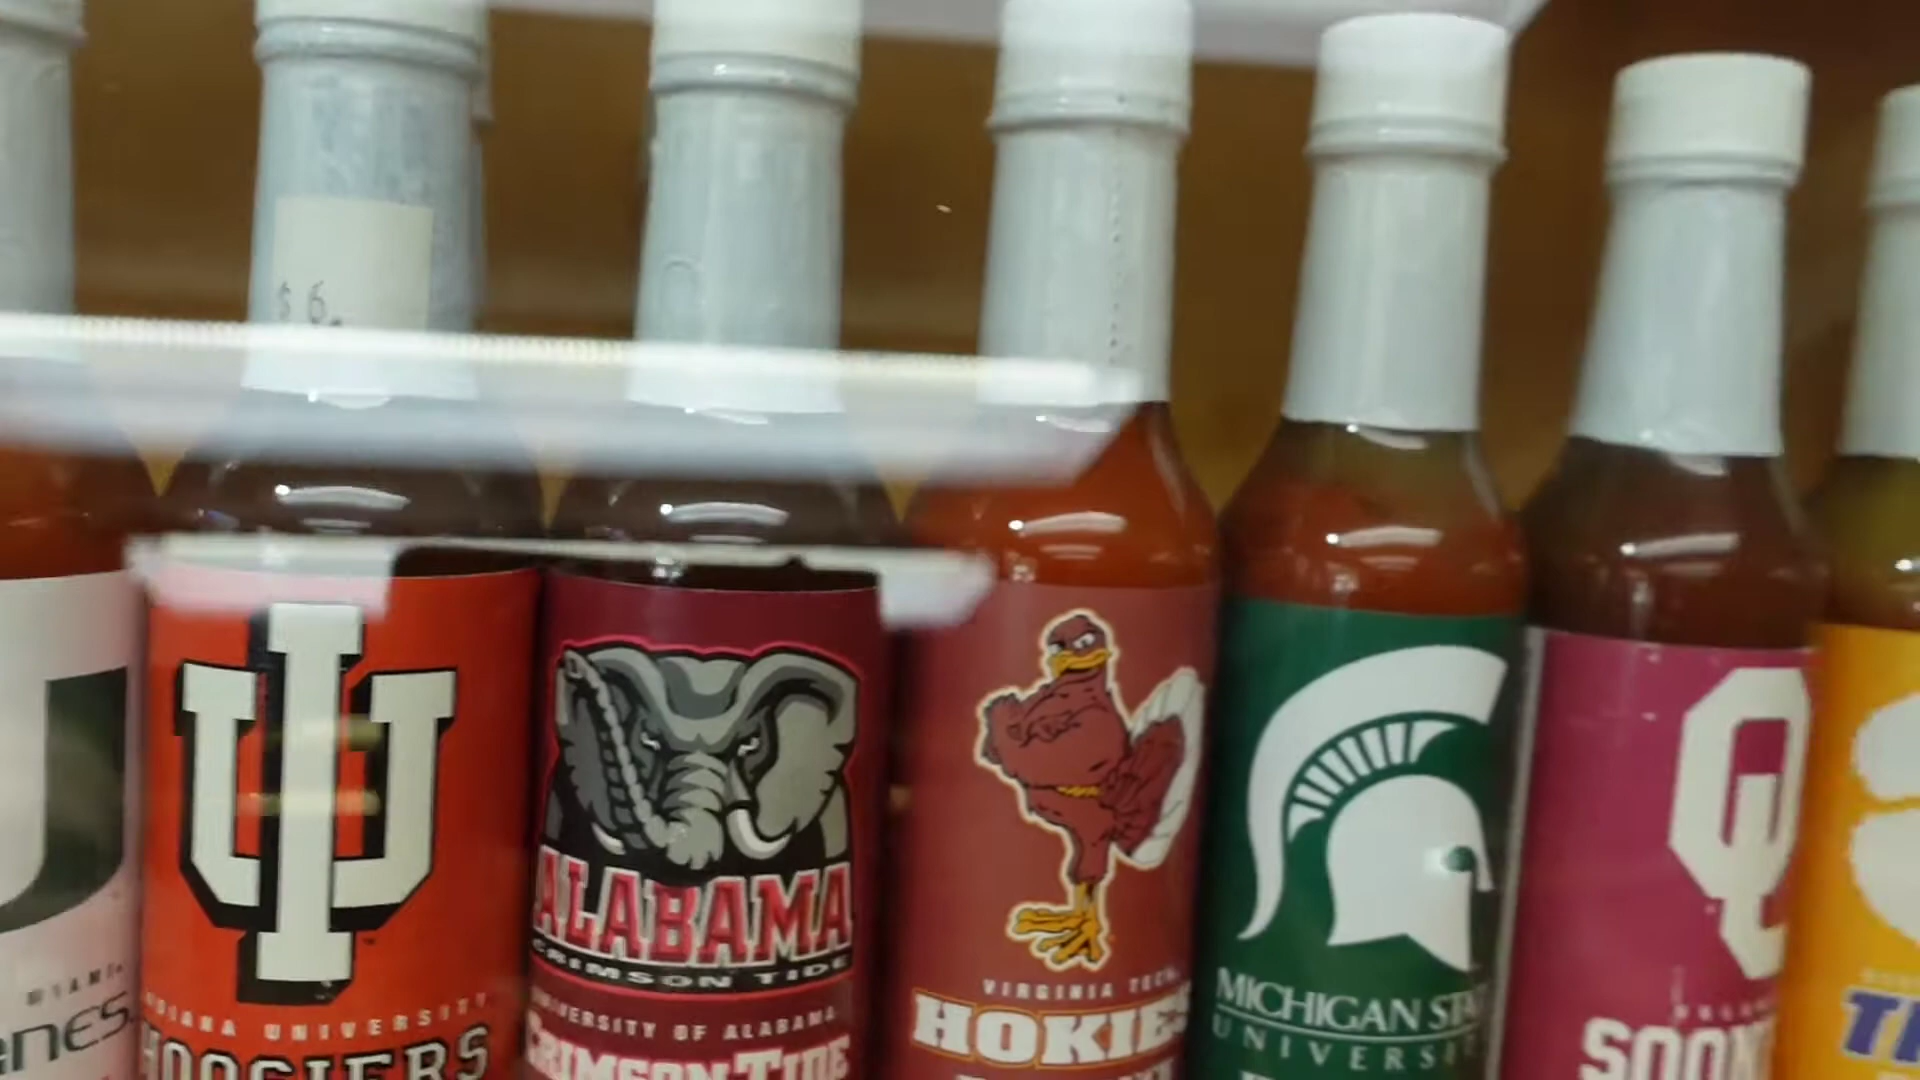 $6
U
MIAMI
IU
INDIANA UNIVERSITY
HOOSIERS
ALABAMA
CRIMSON TIDE
UNIVERSITY OF ALABAMA
CRIMSON TIDE
VIRGINIA TECH
HOKIES
MICHIGAN STATE
UNIVERSITY
OU
SOON